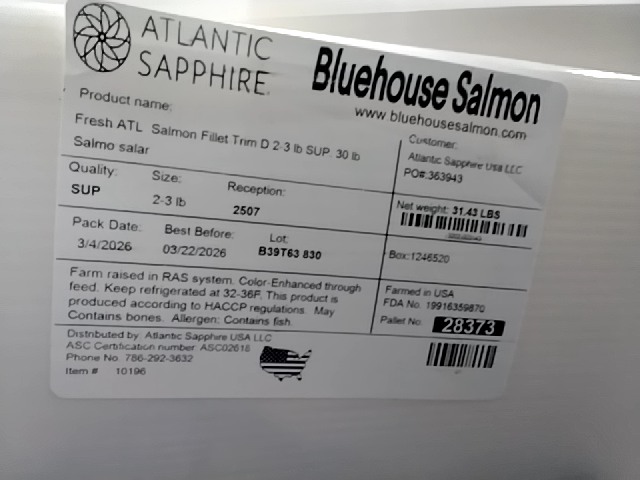 ATLANTIC
SAPPHIRE
Bluehouse Salmon
www.bluehousesalmon.com
Product name:
Fresh ATL Salmon Fillet Trim D 2-3 lb SUP. 30 lb
Salmo salar
Customer:
Atlantic Sapphire Usa LLC
PO#:363943
Quality:
SUP
Size:
2-3 lb
Reception:
2507
Net weight: 31.43 LBS
Pack Date:
3/4/2026
Best Before:
03/22/2026
Lot:
B39T63 830
Box:1246520
Farm raised in RAS system. Color-Enhanced through
feed. Keep refrigerated at 32-36F. This product is
produced according to HACCP regulations. May
Contains bones. Allergen: Contains fish.
Farmed in USA
FDA No. 19916359870
Pallet No. 28373
Distributed by: Atlantic Sapphire USA LLC
ASC Certification number: ASC02618
Phone No. 786-292-3632
Item # 10196